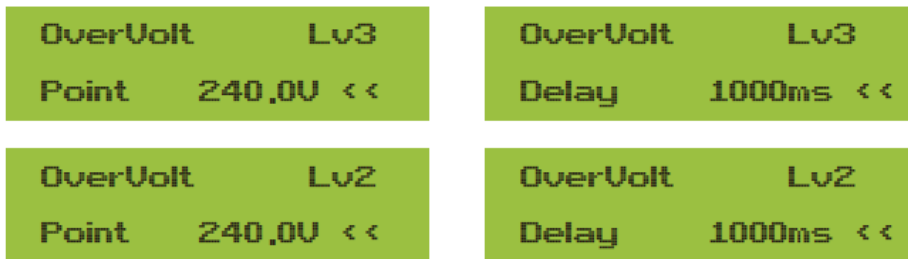 OverVolt Lv3
Point 240.0V <<
OverVolt Lv3
Delay 1000ms <<
OverVolt Lv2
Point 240.0V <<
OverVolt Lv2
Delay 1000ms <<